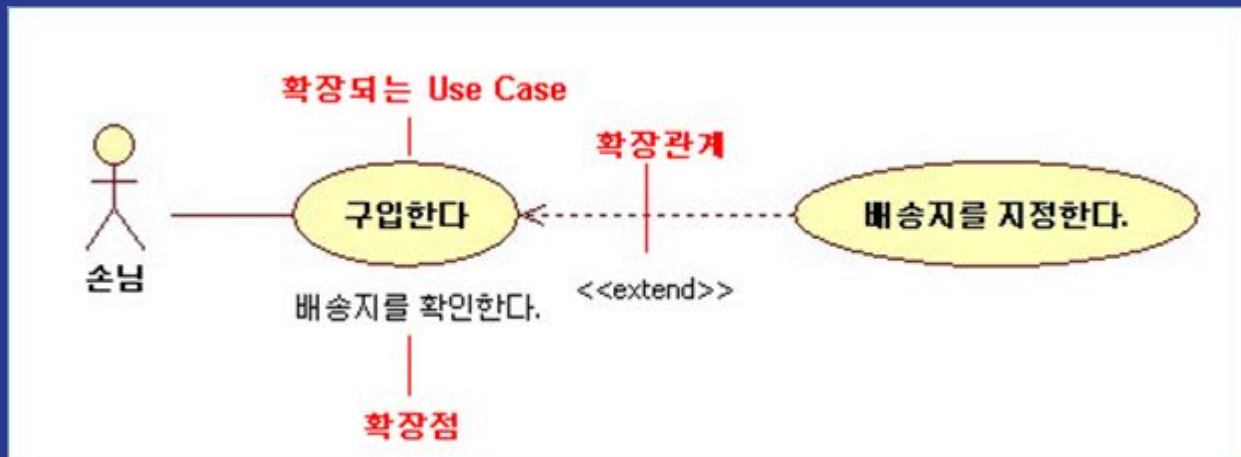 확장되는 Use Case
확장관계
구입한다
배송지를 지정한다.
손님
배송지를 확인한다.
<<extend>>
확장점